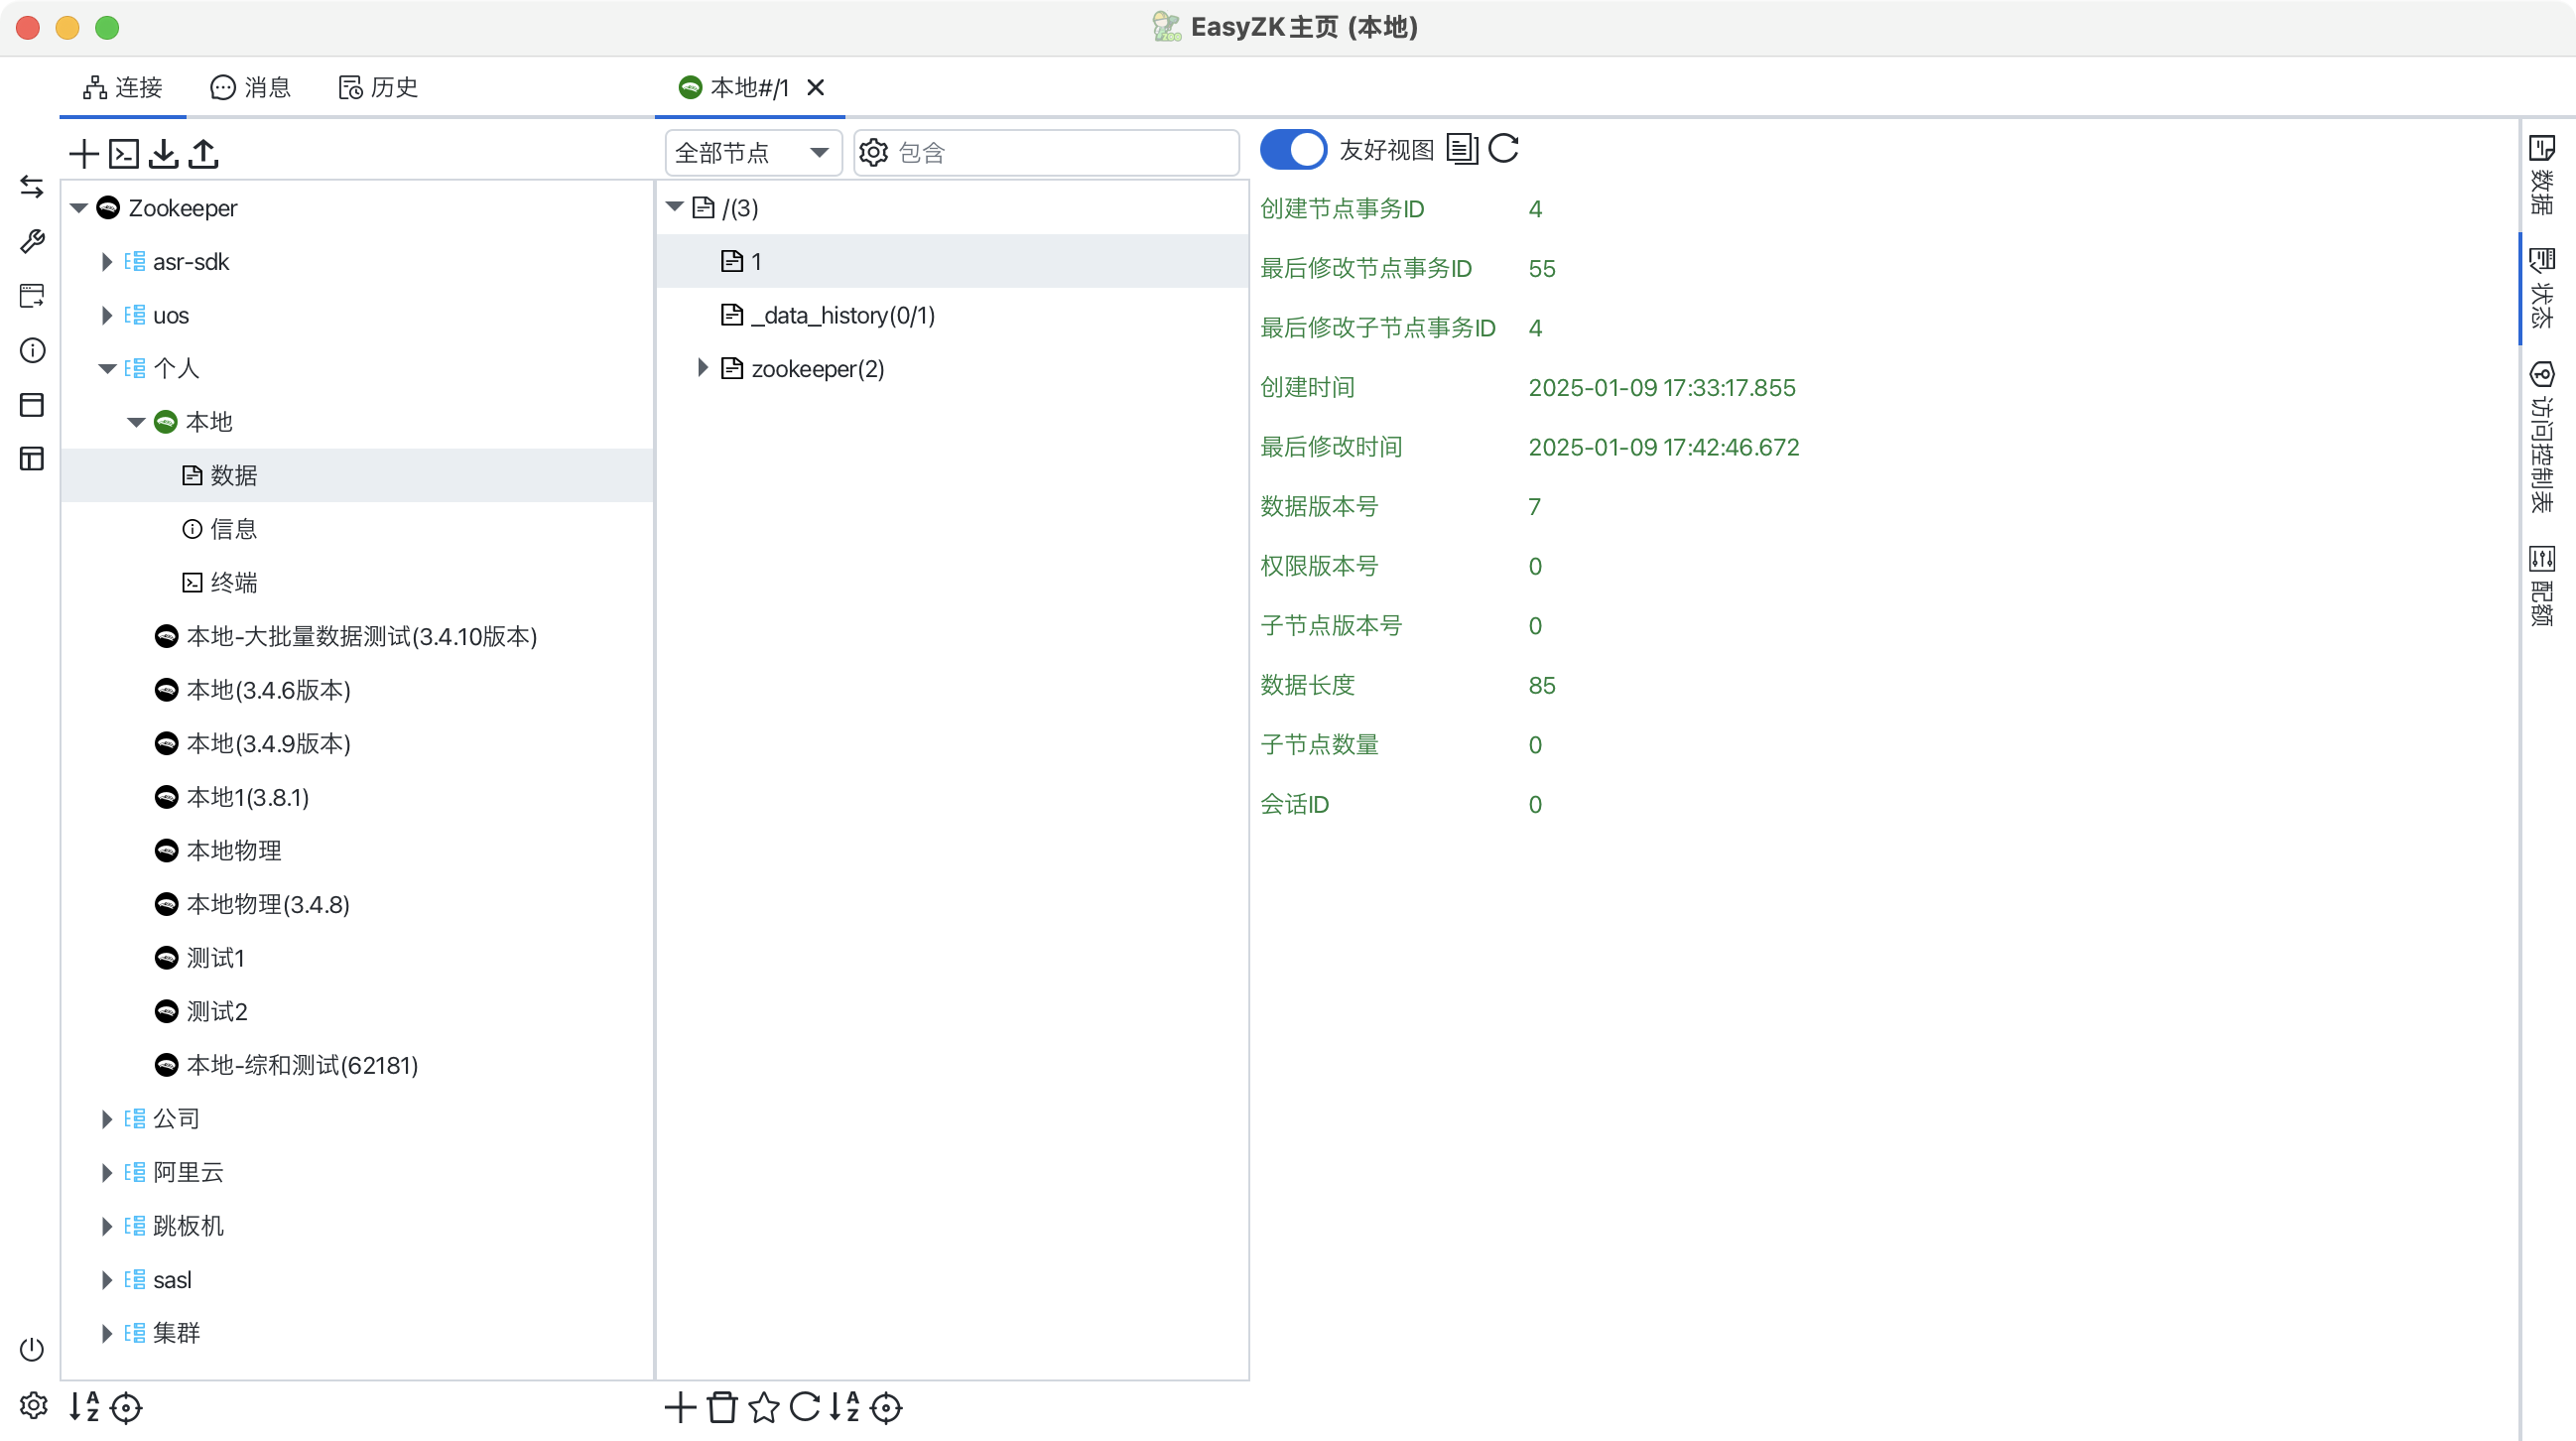 EasyZK主页 (本地)
连接
消息
历史
本地#/1
全部节点
包含
友好视图
Zookeeper
asr-sdk
uos
个人
本地
数据
信息
终端
本地-大批量数据测试(3.4.10版本)
本地(3.4.6版本)
本地(3.4.9版本)
本地1(3.8.1)
本地物理
本地物理(3.4.8)
测试1
测试2
本地-综和测试(62181)
公司
阿里云
跳板机
sasl
集群
/(3)
1
_data_history(0/1)
zookeeper(2)
创建节点事务ID 4
最后修改节点事务ID 55
最后修改子节点事务ID 4
创建时间 2025-01-09 17:33:17.855
最后修改时间 2025-01-09 17:42:46.672
数据版本号 7
权限版本号 0
子节点版本号 0
数据长度 85
子节点数量 0
会话ID 0
数据
状态
访问控制表
配额